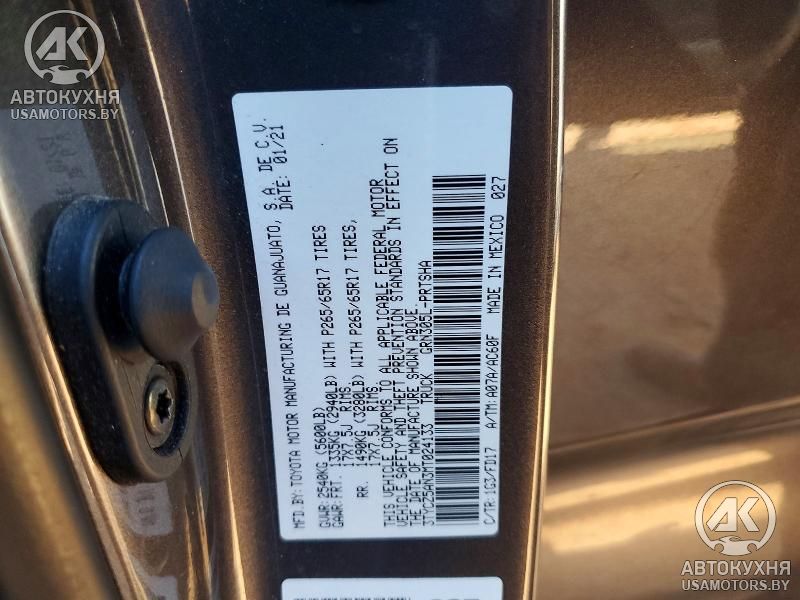 AK
АВТОКУХНЯ
USAMOTORS.BY
MFD.BY: TOYOTA MOTOR MANUFACTURING DE GUANAJUATO, S.A. DE C.V.
DATE: 01/21
GVWR: 2540KG (5600LB)
GAWR: FRT. 1335KG (2940LB) WITH P265/65R17 TIRES
17X7.5J RIMS,
RR. 1490KG (3280LB) WITH P265/65R17 TIRES,
17X7.5J RIMS.
THIS VEHICLE CONFORMS TO ALL APPLICABLE FEDERAL MOTOR
VEHICLE SAFETY AND THEFT PREVENTION STANDARDS IN EFFECT ON
THE DATE OF MANUFACTURE SHOWN ABOVE.
3TYCZ5AN3MT024133 TRUCK GRN305L-PRTSHA
C/TR: 1G3/FD17 A/TM: A07A/AC60F MADE IN MEXICO 027
AK
АВТОКУХНЯ
USAMOTORS.BY